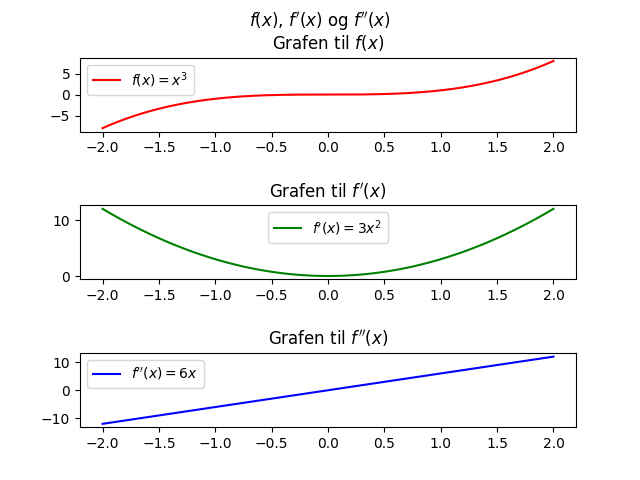 f(x), f′(x) og f′′(x)
Grafen til f(x)
f(x) = x³
5
0
−5
−2.0 −1.5 −1.0 −0.5 0.0 0.5 1.0 1.5 2.0
Grafen til f′(x)
f′(x) = 3x²
10
0
−2.0 −1.5 −1.0 −0.5 0.0 0.5 1.0 1.5 2.0
Grafen til f′′(x)
f′′(x) = 6x
10
0
−10
−2.0 −1.5 −1.0 −0.5 0.0 0.5 1.0 1.5 2.0